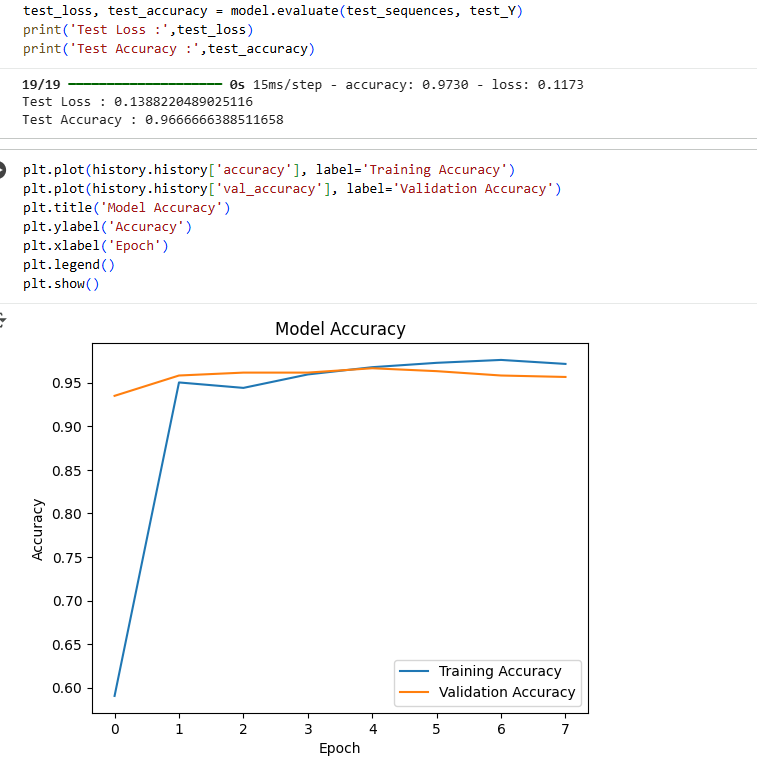 test_loss, test_accuracy = model.evaluate(test_sequences, test_Y)
print('Test Loss :',test_loss)
print('Test Accuracy :',test_accuracy)
19/19 ━━━━━━━━━━━━━━━━━━━━ 0s 15ms/step - accuracy: 0.9730 - loss: 0.1173
Test Loss : 0.1388220489025116
Test Accuracy : 0.9666666388511658
plt.plot(history.history['accuracy'], label='Training Accuracy')
plt.plot(history.history['val_accuracy'], label='Validation Accuracy')
plt.title('Model Accuracy')
plt.ylabel('Accuracy')
plt.xlabel('Epoch')
plt.legend()
plt.show()
Model Accuracy
0.95
0.90
0.85
0.80
0.75
0.70
0.65
0.60
Accuracy
Training Accuracy
Validation Accuracy
0 1 2 3 4 5 6 7
Epoch